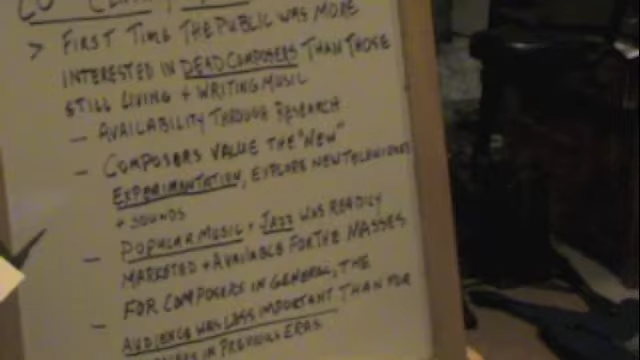 > FIRST TIME THE PUBLIC WAS MORE
INTERESTED IN DEAD COMPOSERS THAN THOSE
STILL LIVING + WRITING MUSIC
- AVAILABILITY THROUGH RESEARCH
- COMPOSERS VALUE THE "NEW"
EXPERIMENTATION, EXPLORE NEW TECHNIQUES
+ SOUNDS
- POPULAR MUSIC + JAZZ WAS READILY
MARKETED + AVAILABLE FOR THE MASSES
- FOR COMPOSERS IN GENERAL, THE
AUDIENCE WAS LESS IMPORTANT THAN FOR
IN PREVIOUS ERAS